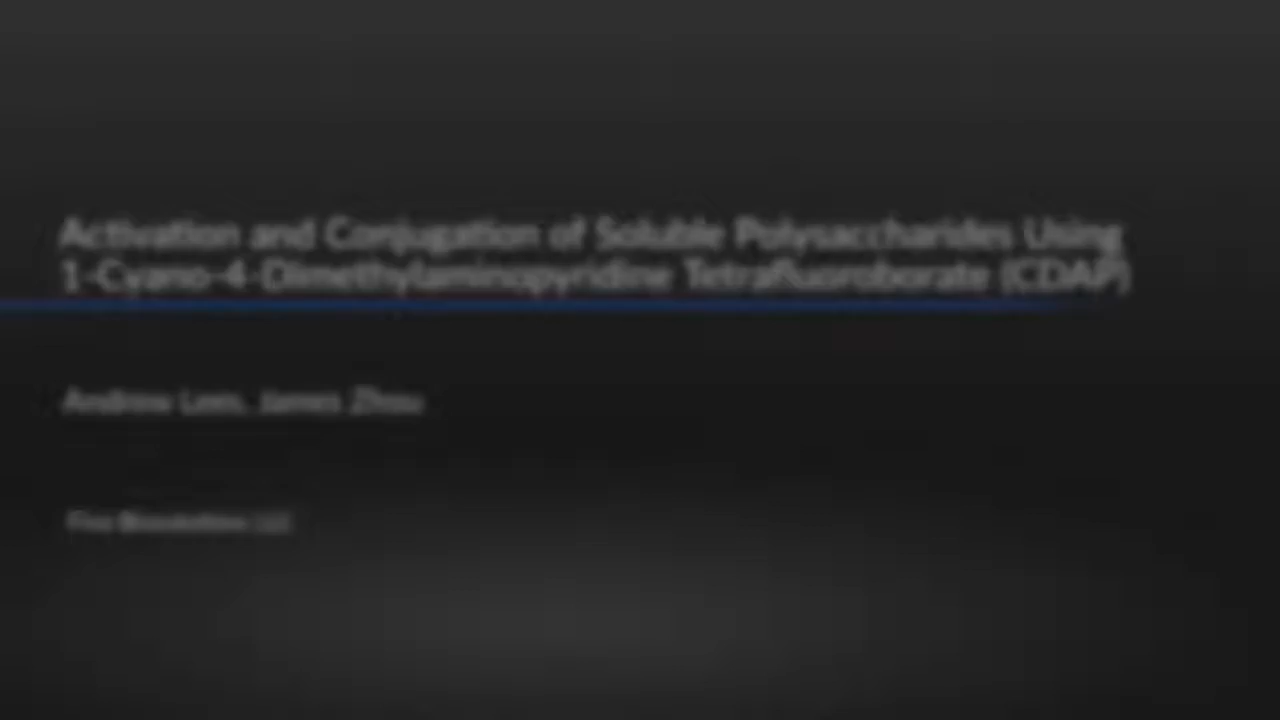 Activation and Conjugation of Soluble Polysaccharides Using
1-Cyano-4-Dimethylaminopyridine Tetrafluoroborate (CDAP)
Andrew Lees, James Zhou